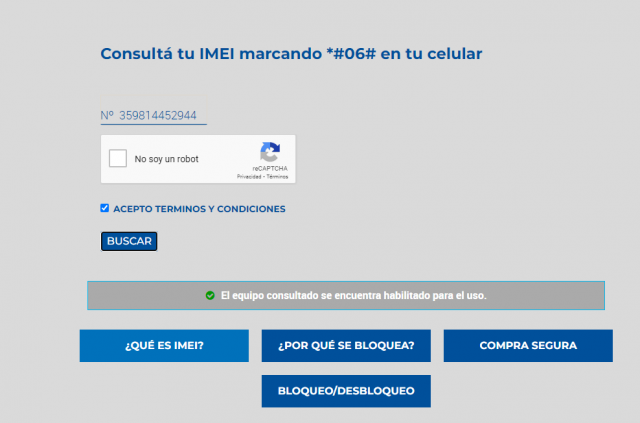 Consultá tu IMEI marcando *#06# en tu celular
Nº 359814452944
No soy un robot
reCAPTCHA
Privacidad - Términos
ACEPTO TERMINOS Y CONDICIONES
BUSCAR
El equipo consultado se encuentra habilitado para el uso.
¿QUÉ ES IMEI?
¿POR QUÉ SE BLOQUEA?
COMPRA SEGURA
BLOQUEO/DESBLOQUEO